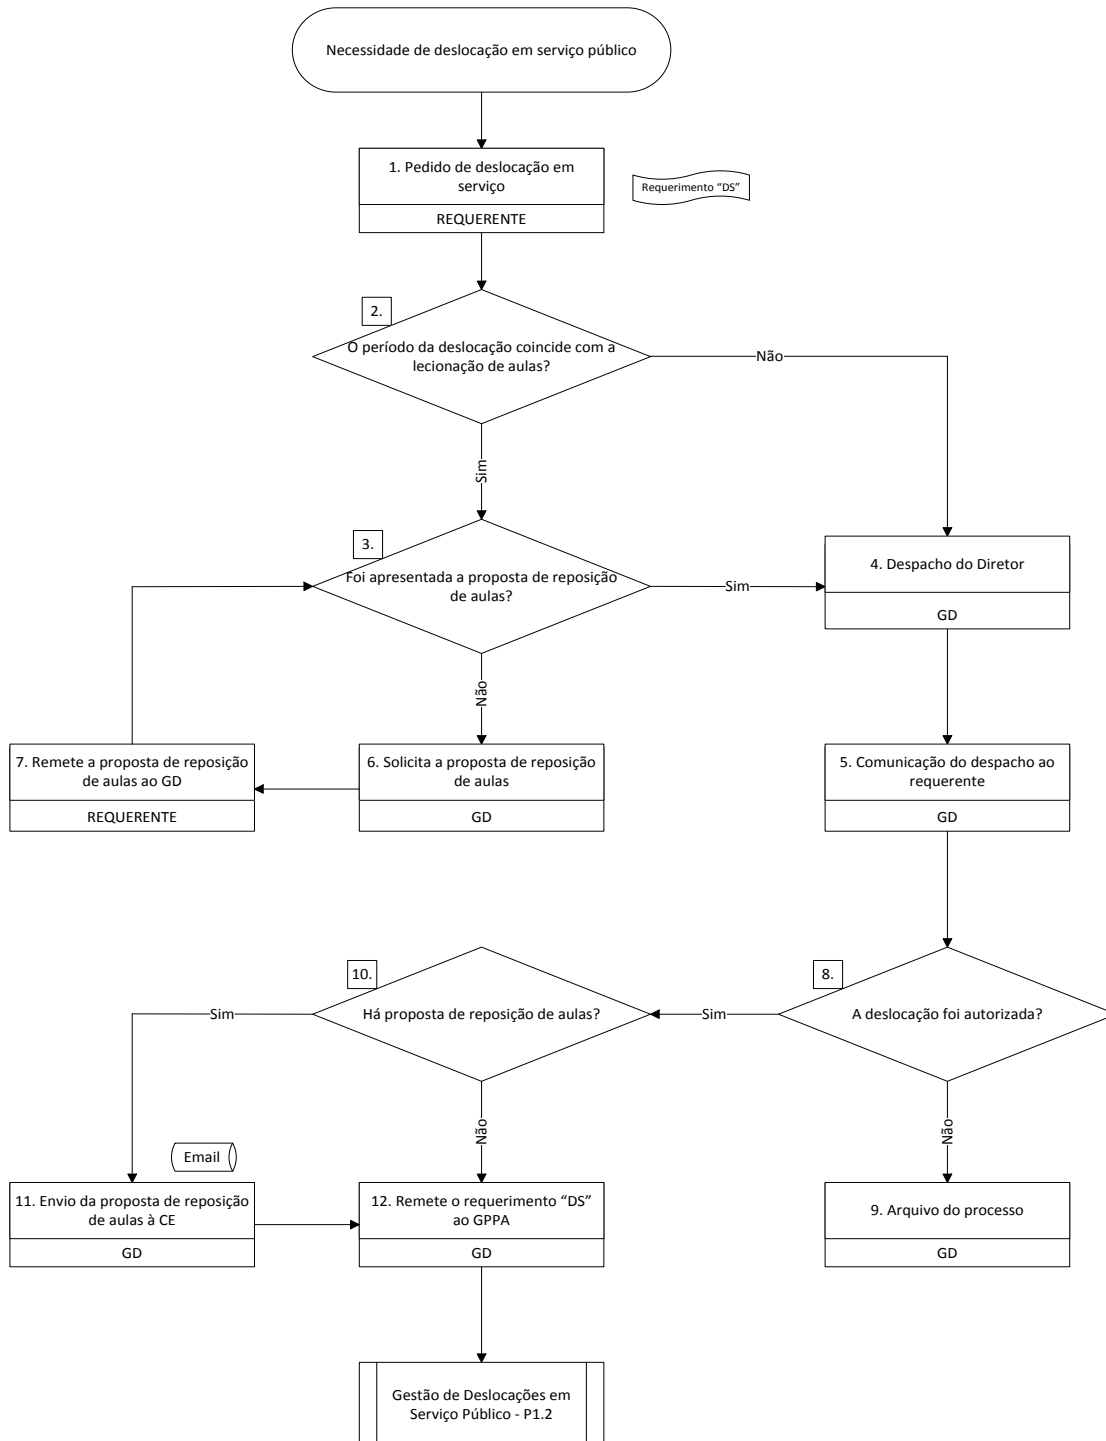 Necessidade de deslocação em serviço público
1. Pedido de deslocação em
serviço
REQUERENTE
Requerimento “DS”
2.
O período da deslocação coincide com a
lecionação de aulas?
Não
Sim
3.
Foi apresentada a proposta de reposição
de aulas?
Sim
4. Despacho do Diretor
GD
Não
7. Remete a proposta de reposição
de aulas ao GD
REQUERENTE
6. Solicita a proposta de reposição
de aulas
GD
5. Comunicação do despacho ao
requerente
GD
10.
Há proposta de reposição de aulas?
Sim
8.
A deslocação foi autorizada?
Sim
Não
Não
Email
11. Envio da proposta de reposição
de aulas à CE
GD
12. Remete o requerimento “DS”
ao GPPA
GD
9. Arquivo do processo
GD
Gestão de Deslocações em
Serviço Público - P1.2